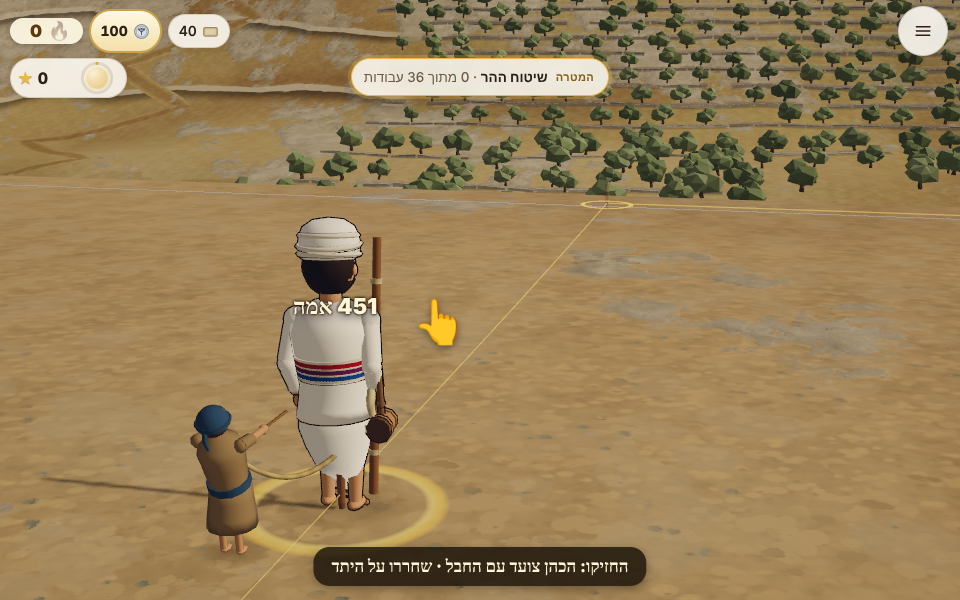 0
100
40
0
המטרה שיטוח ההר · 0 מתוך 36 עבודות
451 אמה
החזיקו: הכהן צועד עם החבל · שחררו על היתד